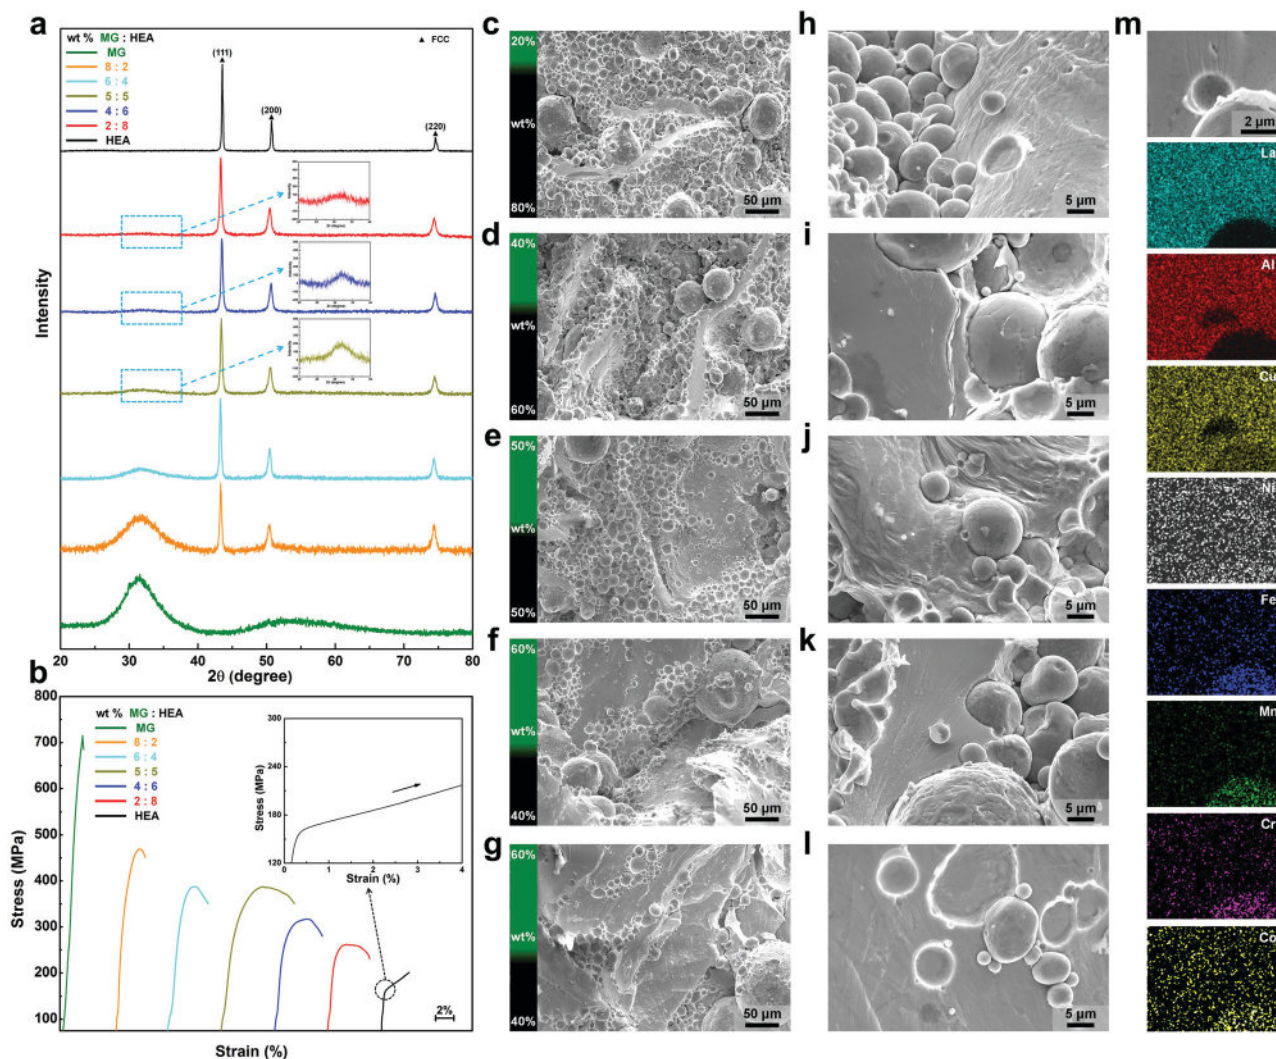 a
wt % MG : HEA
MG
8 : 2
6 : 4
5 : 5
4 : 6
2 : 8
HEA
▲ FCC
(111)
(200)
(220)
Intensity
20 30 40 50 60 70 80
2θ (degree)
b
wt % MG : HEA
MG
8 : 2
6 : 4
5 : 5
4 : 6
2 : 8
HEA
800
700
600
500
400
300
200
100
Stress (MPa)
Strain (%)
2%
300
270
240
210
180
150
120
Stress (MPa)
0 1 2 3 4
Strain (%)
c
20%
wt%
80%
50 μm
d
40%
wt%
60%
50 μm
e
50%
wt%
50%
50 μm
f
60%
wt%
40%
50 μm
g
60%
wt%
40%
50 μm
h
5 μm
i
5 μm
j
5 μm
k
5 μm
l
5 μm
m
2 μm
La
Al
Cu
Ni
Fe
Mn
Cr
Co